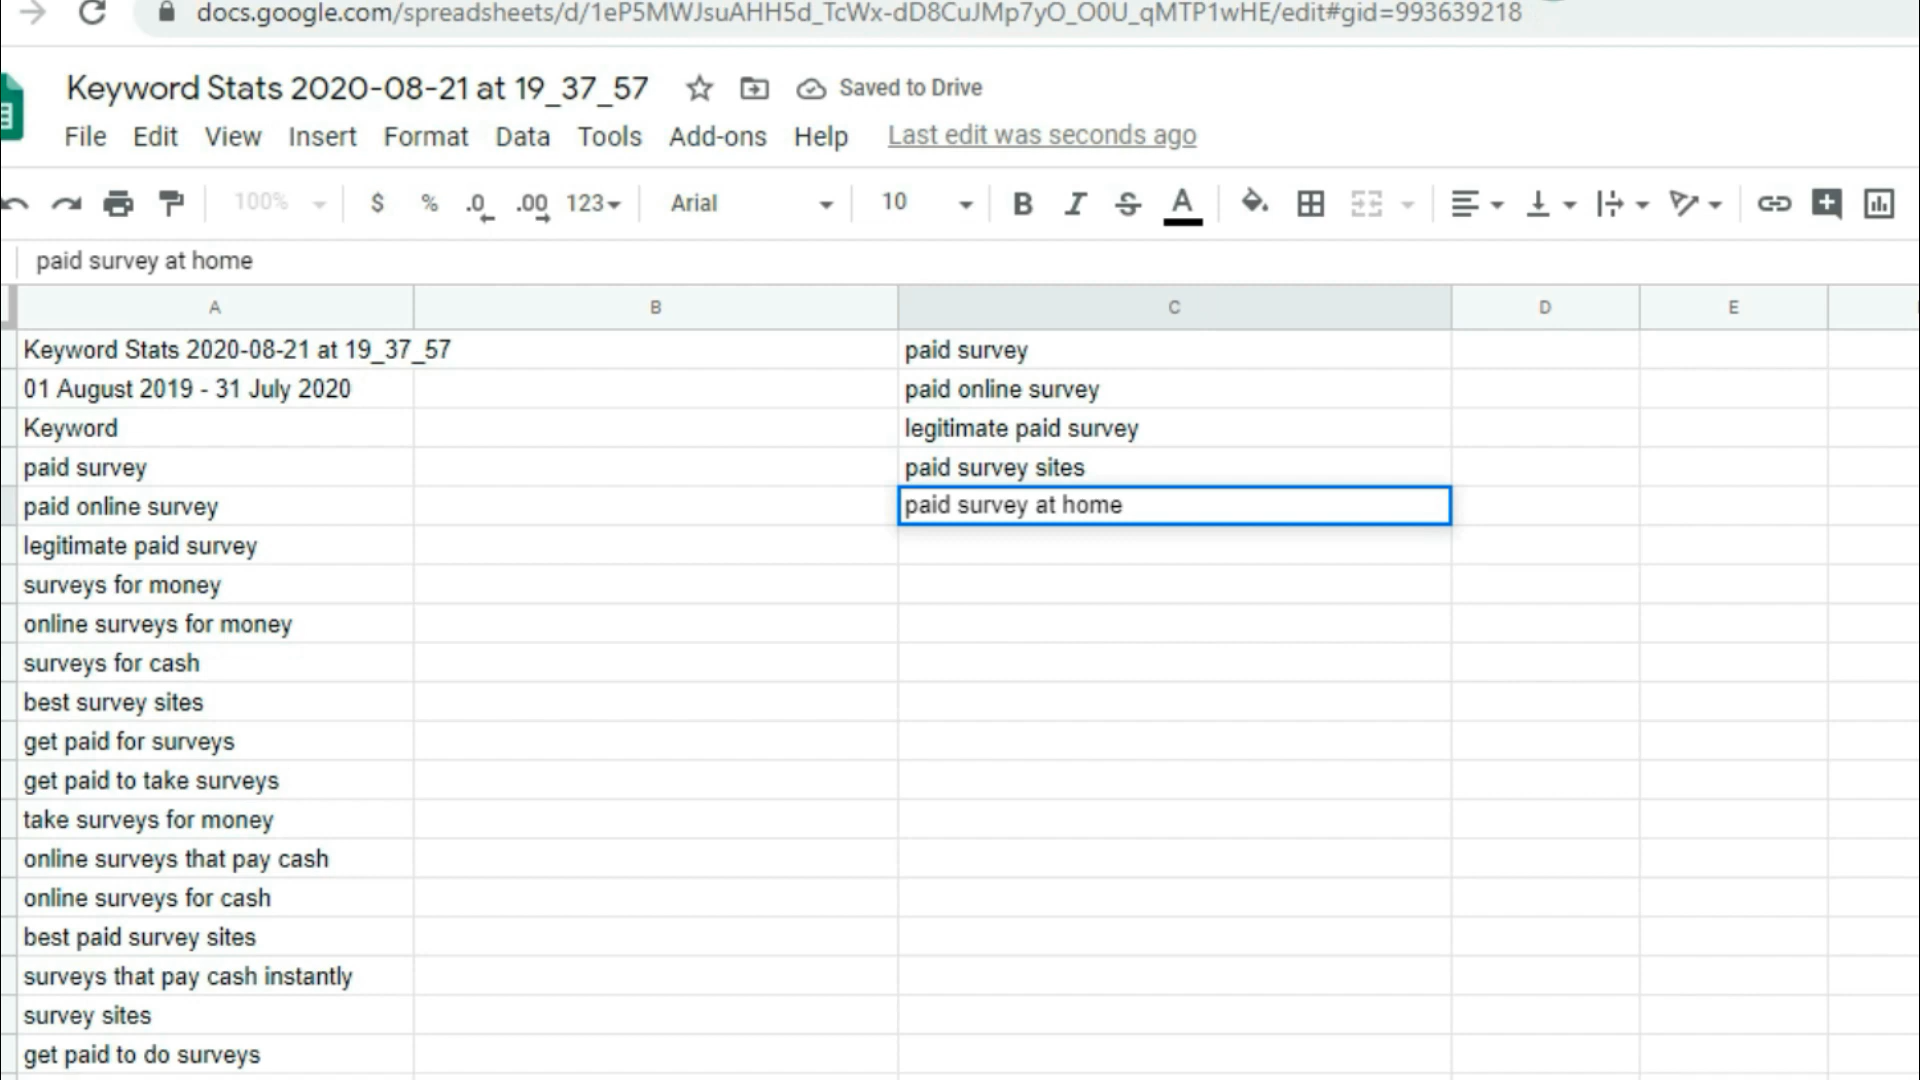 docs.google.com/spreadsheets/d/1eP5MWJsuAHH5d_TcWx-dD8CuJMp7yO_O0U_qMTP1wHE/edit#gid=993639218
Keyword Stats 2020-08-21 at 19_37_57 Saved to Drive
File Edit View Insert Format Data Tools Add-ons Help Last edit was seconds ago
100% $ % .0 .00 123 Arial 10 B I S A
paid survey at home
A B C D E
Keyword Stats 2020-08-21 at 19_37_57 paid survey
01 August 2019 - 31 July 2020 paid online survey
Keyword legitimate paid survey
paid survey paid survey sites
paid online survey paid survey at home
legitimate paid survey
surveys for money
online surveys for money
surveys for cash
best survey sites
get paid for surveys
get paid to take surveys
take surveys for money
online surveys that pay cash
online surveys for cash
best paid survey sites
surveys that pay cash instantly
survey sites
get paid to do surveys